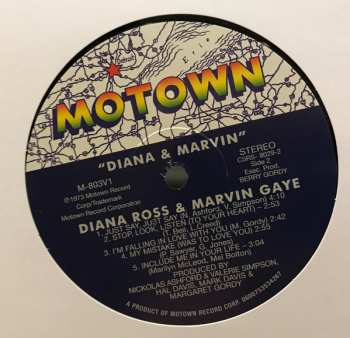 MOTOWN
"DIANA & MARVIN"
M-803V1
℗1973 Motown Record
Corp/Trademark
Motown Record Corporation
STEREO
Side 2
Exec. Prod:
BERRY GORDY
DIANA ROSS & MARVIN GAYE
1. JUST SAY, JUST SAY (N. Ashford, V. Simpson) 4:10
2. STOP, LOOK, LISTEN (TO YOUR HEART) –
(T. Bell, L. Creed) – 2:53
3. I'M FALLING IN LOVE WITH YOU (M. Gordy) 2:42
4. MY MISTAKE (WAS TO LOVE YOU) –
(P. Sawyer, G. Jones) – 2:55
5. INCLUDE ME IN YOUR LIFE – 3:04
(Marilyn McLeod, Mel Bolton)
PRODUCED BY
NICKOLAS ASHFORD & VALERIE SIMPSON,
HAL DAVIS, MARK DAVIS &
MARGARET GORDY
A PRODUCT OF MOTOWN RECORD CORP. 00600753534267